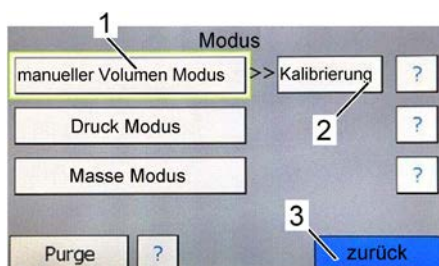 1
Modus
manueller Volumen Modus >> Kalibrierung ?
2
Druck Modus ?
Masse Modus ?
3
Purge ? zurück